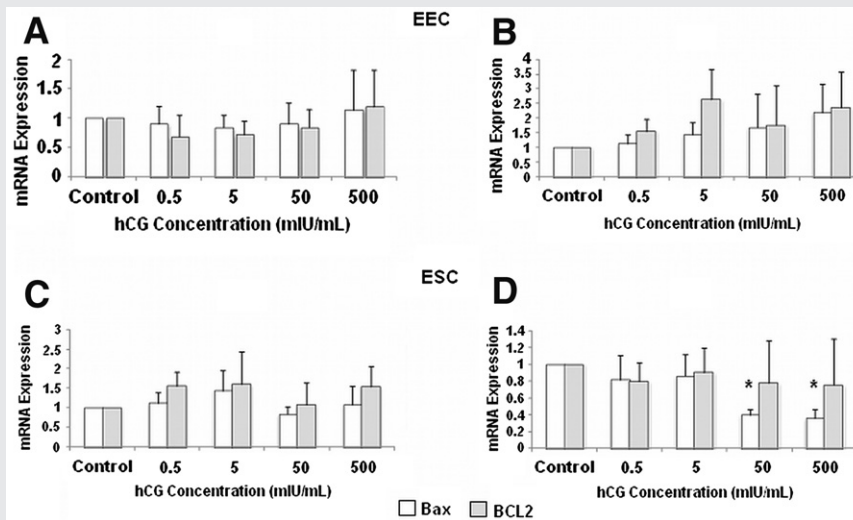 EEC
A
B
mRNA Expression
2
1.5
1
0.5
0
Control 0.5 5 50 500
hCG Concentration (mIU/mL)
mRNA Expression
4
3.5
3
2.5
2
1.5
1
0.5
0
Control 0.5 5 50 500
hCG Concentration (mIU/mL)
ESC
C
D
mRNA Expression
3
2.5
2
1.5
1
0.5
0
Control 0.5 5 50 500
hCG Concentration (mIU/mL)
mRNA Expression
1.4
1.2
1
0.8
0.6
0.4
0.2
0
* *
Control 0.5 5 50 500
hCG Concentration (mIU/mL)
Bax BCL2